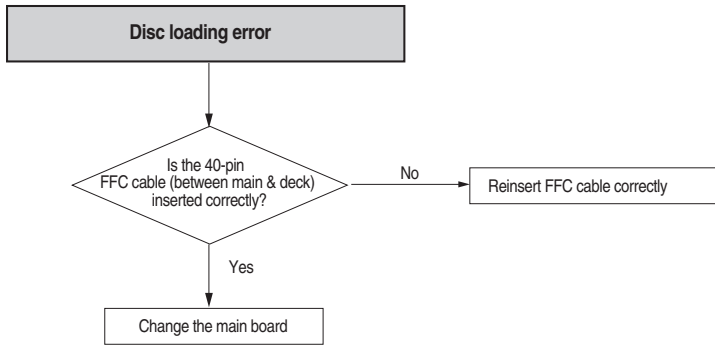 Disc loading error
Is the 40-pin
FFC cable (between main & deck)
inserted correctly?
No
Reinsert FFC cable correctly
Yes
Change the main board